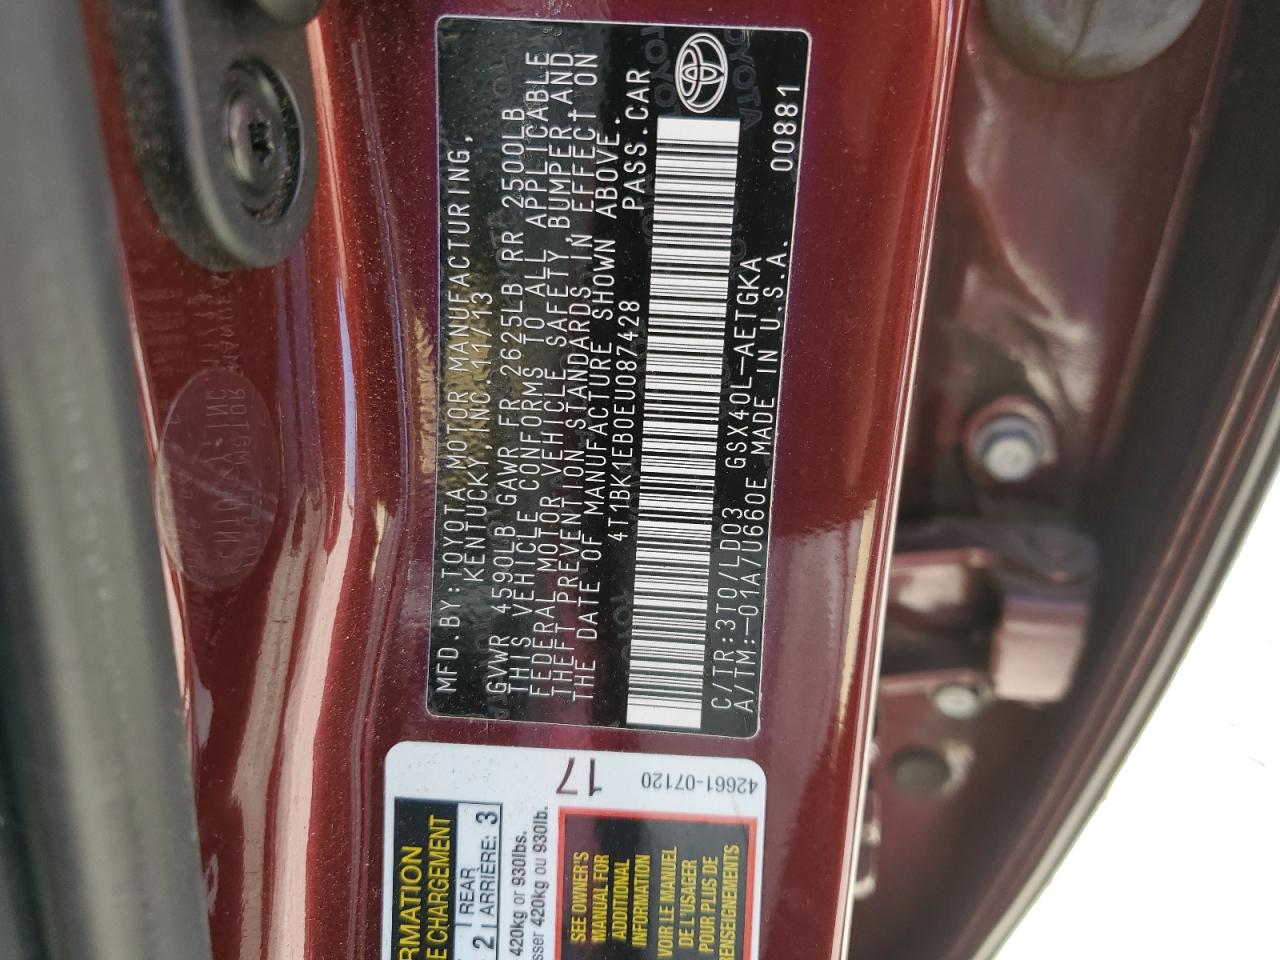 MFD.BY:TOYOTA MOTOR MANUFACTURING,
KENTUCKY,INC. 11/13
GVWR 4590LB GAWR FR 2625LB RR 2500LB
THIS VEHICLE CONFORMS TO ALL APPLICABLE
FEDERAL MOTOR VEHICLE SAFETY, BUMPER AND
THEFT PREVENTION STANDARDS IN EFFECT ON
THE DATE OF MANUFACTURE SHOWN ABOVE.
4T1BK1EB0EU087428 PASS.CAR
C/TR:3T0/LD03 GSX40L-AETGKA
A/TM:-01A/U660E MADE IN U.S.A. 00881
RMATION
E CHARGEMENT
2 REAR
ARRIÈRE: 3
420kg or 930lbs.
sser 420kg ou 930lb.
17
42661-07120
SEE OWNER'S
MANUAL FOR
ADDITIONAL
INFORMATION
VOIR LE MANUEL
DE L'USAGER
POUR PLUS DE
RENSEIGNEMENTS